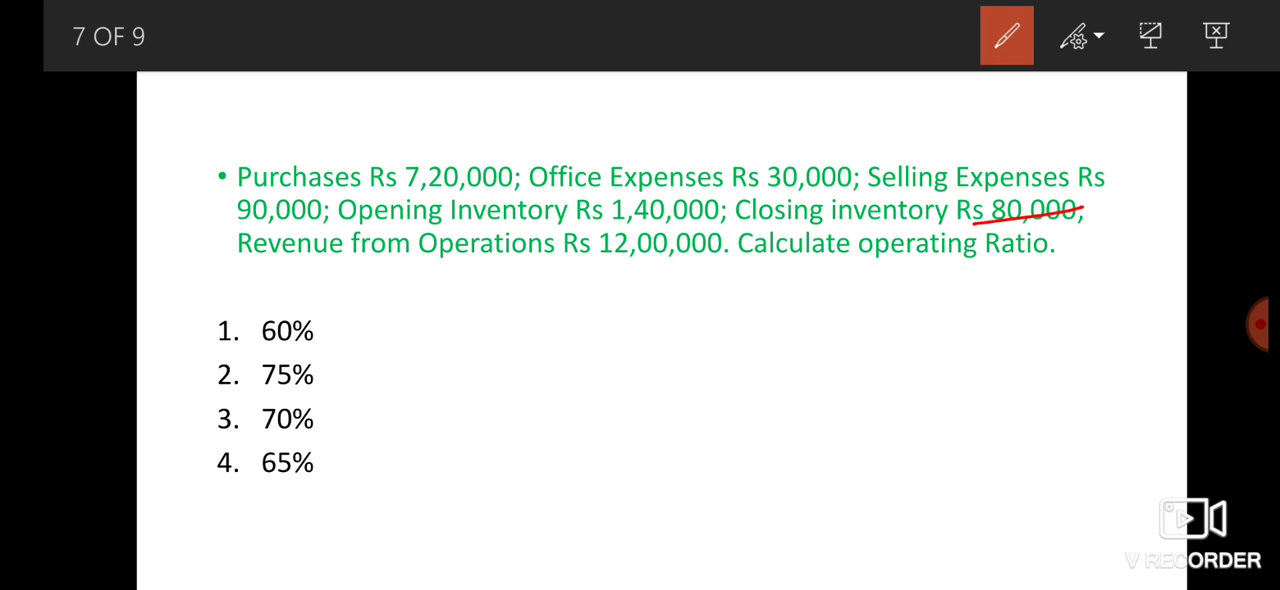 7 OF 9
• Purchases Rs 7,20,000; Office Expenses Rs 30,000; Selling Expenses Rs
90,000; Opening Inventory Rs 1,40,000; Closing inventory Rs 80,000;
Revenue from Operations Rs 12,00,000. Calculate operating Ratio.
1. 60%
2. 75%
3. 70%
4. 65%
V RECORDER